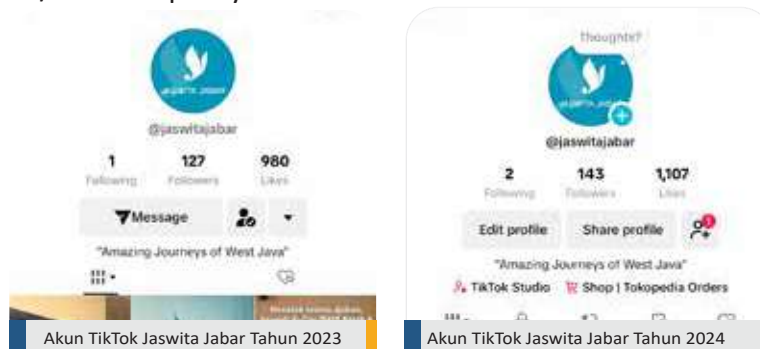 @jaswitajabar
1 127 980
Following Followers Likes
Message
"Amazing Journeys of West Java"
Akun TikTok Jaswita Jabar Tahun 2023
Thoughts?
@jaswitajabar
2 143 1,107
Following Followers Likes
Edit profile Share profile
1
"Amazing Journeys of West Java"
TikTok Studio Shop | Tokopedia Orders
Akun TikTok Jaswita Jabar Tahun 2024